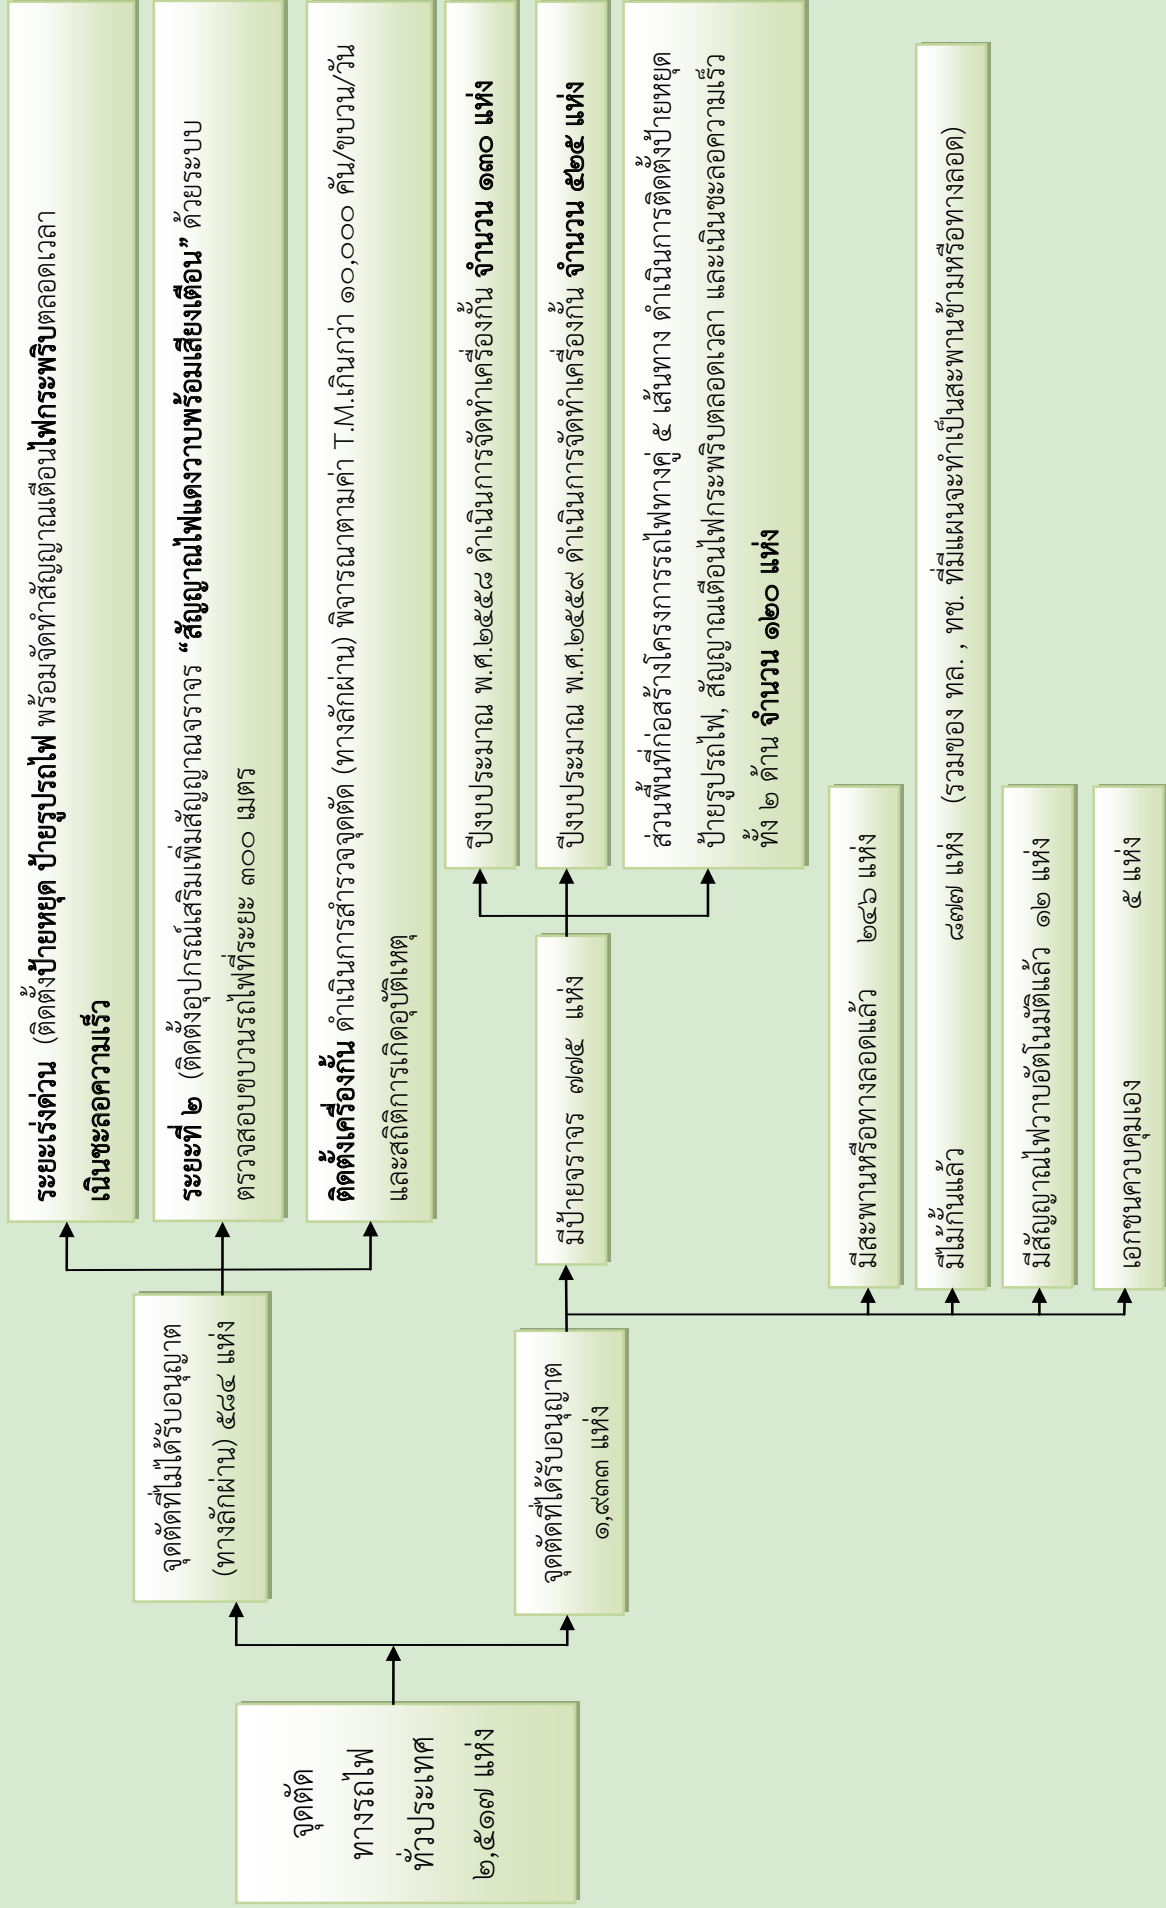 จุดตัด
ทางรถไฟ
ทั่วประเทศ
๒,๕๑๗ แห่ง
จุดตัดที่ไม่ได้รับอนุญาต
(ทางลักผ่าน) ๕๘๔ แห่ง
ระยะเร่งด่วน (ติดตั้งป้ายหยุด ป้ายรูปรถไฟ พร้อมจัดทำสัญญาณเตือนไฟกระพริบตลอดเวลา
เนินชะลอความเร็ว
ระยะที่ ๒ (ติดตั้งอุปกรณ์เสริมเพิ่มสัญญาณจราจร “สัญญาณไฟแดงวาบพร้อมเสียงเตือน” ด้วยระบบ
ตรวจสอบขบวนรถไฟที่ระยะ ๓๐๐ เมตร
ติดตั้งเครื่องกั้น ดำเนินการสำรวจจุดตัด (ทางลักผ่าน) พิจารณาตามค่า T.M.เกินกว่า ๑๐,๐๐๐ คัน/ขบวน/วัน
และสถิติการเกิดอุบัติเหตุ
จุดตัดที่ได้รับอนุญาต
๑,๙๓๓ แห่ง
มีป้ายจราจร ๗๗๕ แห่ง
ปีงบประมาณ พ.ศ.๒๕๕๘ ดำเนินการจัดทำเครื่องกั้น จำนวน ๑๓๐ แห่ง
ปีงบประมาณ พ.ศ.๒๕๕๙ ดำเนินการจัดทำเครื่องกั้น จำนวน ๕๒๕ แห่ง
ส่วนพื้นที่ก่อสร้างโครงการรถไฟทางคู่ ๕ เส้นทาง ดำเนินการติดตั้งป้ายหยุด
ป้ายรูปรถไฟ, สัญญาณเตือนไฟกระพริบตลอดเวลา และเนินชะลอความเร็ว
ทั้ง ๒ ด้าน จำนวน ๑๒๐ แห่ง
มีสะพานหรือทางลอดแล้ว ๒๔๖ แห่ง
มีไม้กั้นแล้ว ๘๗๗ แห่ง (รวมของ ทล. , ทช. ที่มีแผนจะทำเป็นสะพานข้ามหรือทางลอด)
มีสัญญาณไฟวาบอัตโนมัติแล้ว ๑๒ แห่ง
เอกชนควบคุมเอง ๕ แห่ง